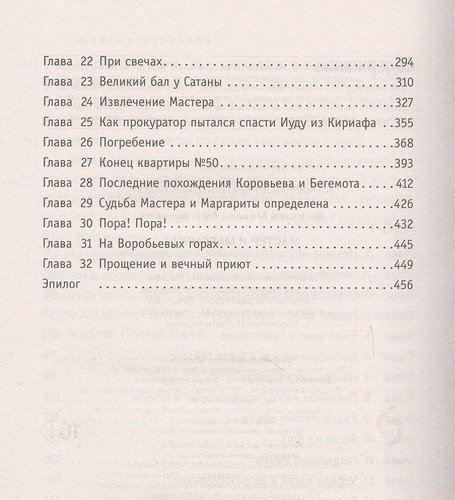 Глава 22 При свечах........................................294
Глава 23 Великий бал у Сатаны..............................310
Глава 24 Извлечение Мастера................................327
Глава 25 Как прокуратор пытался спасти Иуду из Кириафа....355
Глава 26 Погребение........................................368
Глава 27 Конец квартиры №50................................393
Глава 28 Последние похождения Коровьева и Бегемота.........412
Глава 29 Судьба Мастера и Маргариты определена.............426
Глава 30 Пора! Пора!.......................................432
Глава 31 На Воробьевых горах...............................445
Глава 32 Прощение и вечный приют...........................449
Эпилог ....................................................456